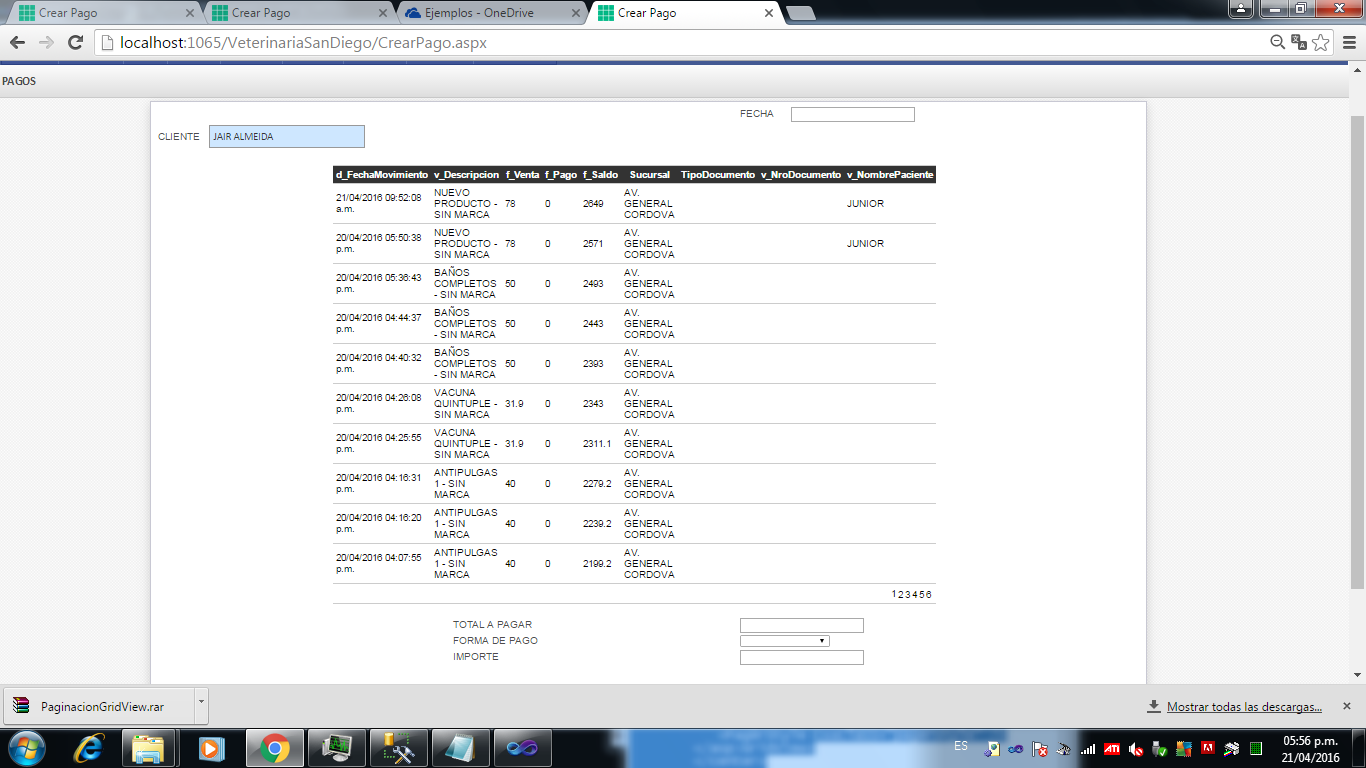 Crear Pago
Crear Pago
Ejemplos - OneDrive
Crear Pago
localhost:1065/VeterinariaSanDiego/CrearPago.aspx
PAGOS
FECHA
CLIENTE JAIR ALMEIDA
d_FechaMovimiento v_Descripcion f_Venta f_Pago f_Saldo Sucursal TipoDocumento v_NroDocumento v_NombrePaciente
21/04/2016 09:52:08 a.m. NUEVO PRODUCTO - SIN MARCA 78 0 2649 AV. GENERAL CORDOVA JUNIOR
20/04/2016 05:50:38 p.m. NUEVO PRODUCTO - SIN MARCA 78 0 2571 AV. GENERAL CORDOVA JUNIOR
20/04/2016 05:36:43 p.m. BAÑOS COMPLETOS - SIN MARCA 50 0 2493 AV. GENERAL CORDOVA
20/04/2016 04:44:37 p.m. BAÑOS COMPLETOS - SIN MARCA 50 0 2443 AV. GENERAL CORDOVA
20/04/2016 04:40:32 p.m. BAÑOS COMPLETOS - SIN MARCA 50 0 2393 AV. GENERAL CORDOVA
20/04/2016 04:26:08 p.m. VACUNA QUINTUPLE - SIN MARCA 31.9 0 2343 AV. GENERAL CORDOVA
20/04/2016 04:25:55 p.m. VACUNA QUINTUPLE - SIN MARCA 31.9 0 2311.1 AV. GENERAL CORDOVA
20/04/2016 04:16:31 p.m. ANTIPULGAS 1 - SIN MARCA 40 0 2279.2 AV. GENERAL CORDOVA
20/04/2016 04:16:20 p.m. ANTIPULGAS 1 - SIN MARCA 40 0 2239.2 AV. GENERAL CORDOVA
20/04/2016 04:07:55 p.m. ANTIPULGAS 1 - SIN MARCA 40 0 2199.2 AV. GENERAL CORDOVA
1 2 3 4 5 6
TOTAL A PAGAR
FORMA DE PAGO
IMPORTE
PaginacionGridView.rar
Mostrar todas las descargas...
ES
ATI
05:56 p.m.
21/04/2016